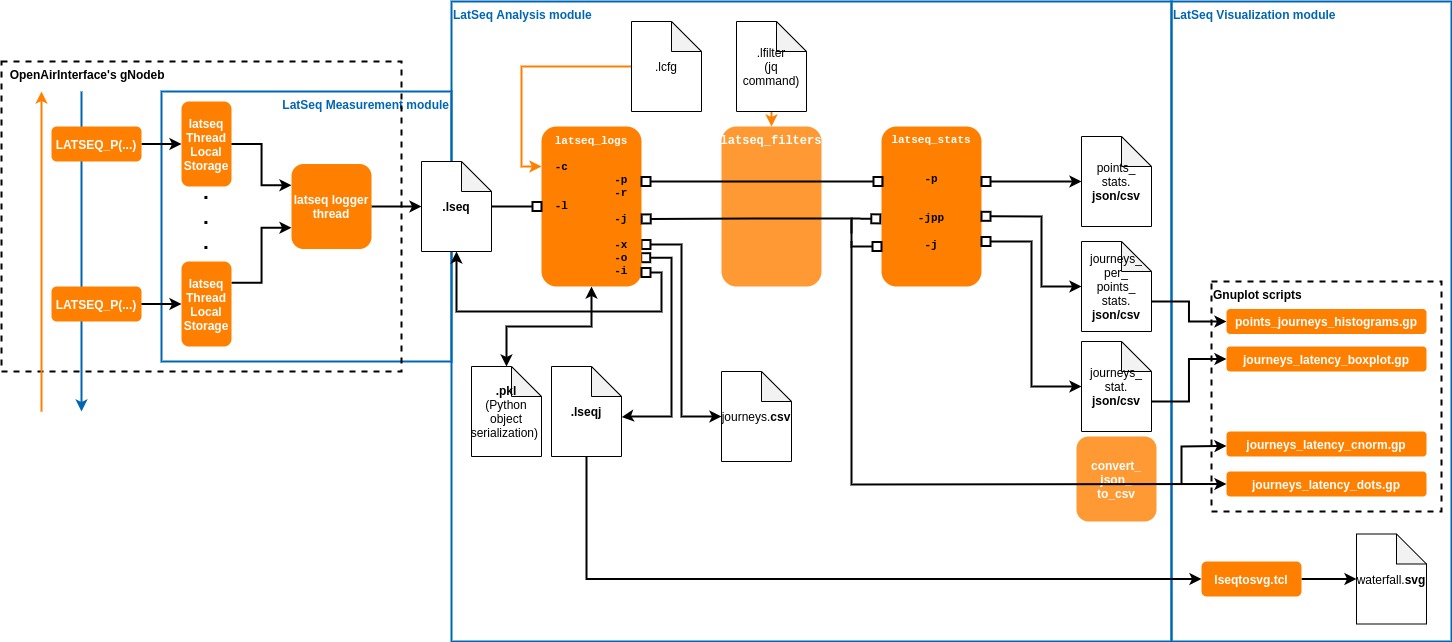 LatSeq Analysis module
LatSeq Visualization module
OpenAirInterface's gNodeb
LatSeq Measurement module
LATSEQ_P(...)
latseq
Thread
Local
Storage
.
.
.
LATSEQ_P(...)
latseq
Thread
Local
Storage
latseq logger
thread
.lseq
.lcfg
.lfilter
(jq
command)
latseq_logs
-c
-l
-p
-r
-j
-x
-o
-i
latseq_filters
latseq_stats
-p
-jpp
-j
points_
stats.
json/csv
journeys_
per_
points_
stats.
json/csv
journeys_
stat.
json/csv
.pkl
(Python
object
serialization)
.lseqj
journeys.csv
convert_
json_
to_csv
Gnuplot scripts
points_journeys_histograms.gp
journeys_latency_boxplot.gp
journeys_latency_cnorm.gp
journeys_latency_dots.gp
lseqtosvg.tcl
waterfall.svg